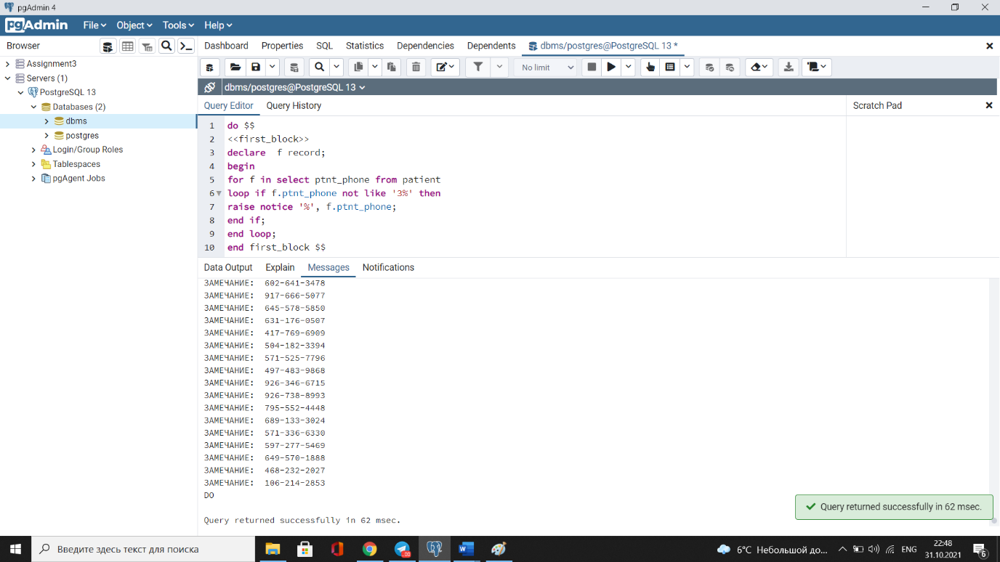 pgAdmin 4
pgAdmin File Object Tools Help
Browser Dashboard Properties SQL Statistics Dependencies Dependents dbms/postgres@PostgreSQL 13 *
Assignment3
Servers (1)
PostgreSQL 13
Databases (2)
dbms
postgres
Login/Group Roles
Tablespaces
pgAgent Jobs
No limit
dbms/postgres@PostgreSQL 13
Query Editor Query History
Scratch Pad
1 do $$
2 <<first_block>>
3 declare f record;
4 begin
5 for f in select ptnt_phone from patient
6 loop if f.ptnt_phone not like '3%' then
7 raise notice '%', f.ptnt_phone;
8 end if;
9 end loop;
10 end first_block $$
Data Output Explain Messages Notifications
ЗАМЕЧАНИЕ: 602-641-3478
ЗАМЕЧАНИЕ: 917-666-5077
ЗАМЕЧАНИЕ: 645-578-5850
ЗАМЕЧАНИЕ: 631-176-0507
ЗАМЕЧАНИЕ: 417-769-6909
ЗАМЕЧАНИЕ: 504-182-3394
ЗАМЕЧАНИЕ: 571-525-7796
ЗАМЕЧАНИЕ: 497-483-9868
ЗАМЕЧАНИЕ: 926-346-6715
ЗАМЕЧАНИЕ: 926-738-8993
ЗАМЕЧАНИЕ: 795-552-4448
ЗАМЕЧАНИЕ: 689-133-3024
ЗАМЕЧАНИЕ: 571-336-6330
ЗАМЕЧАНИЕ: 597-277-5469
ЗАМЕЧАНИЕ: 649-570-1888
ЗАМЕЧАНИЕ: 468-232-2027
ЗАМЕЧАНИЕ: 106-214-2853
DO
Query returned successfully in 62 msec.
Query returned successfully in 62 msec.
Введите здесь текст для поиска
6°C Небольшой до... ENG
22:48
31.10.2021
6